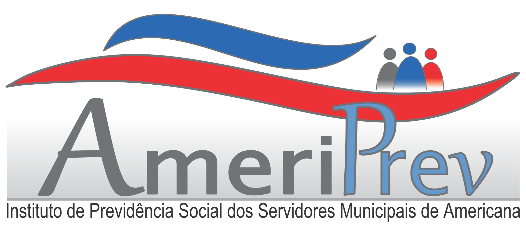 AmeriPrev
Instituto de Previdência Social dos Servidores Municipais de Americana